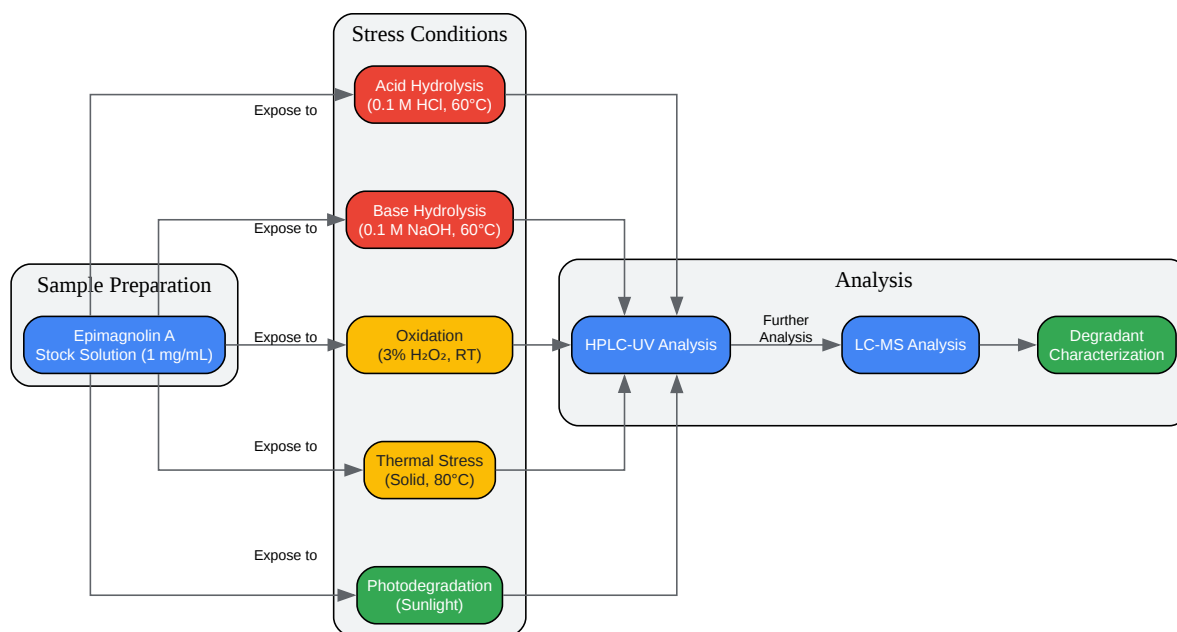 Stress Conditions
Acid Hydrolysis
(0.1 M HCl, 60°C)
Expose to
Base Hydrolysis
(0.1 M NaOH, 60°C)
Expose to
Sample Preparation
Epimagnolin A
Stock Solution (1 mg/mL)
Expose to
Oxidation
(3% H₂O₂, RT)
Analysis
HPLC-UV Analysis
Further
Analysis
LC-MS Analysis
Degradant
Characterization
Expose to
Thermal Stress
(Solid, 80°C)
Expose to
Photodegradation
(Sunlight)